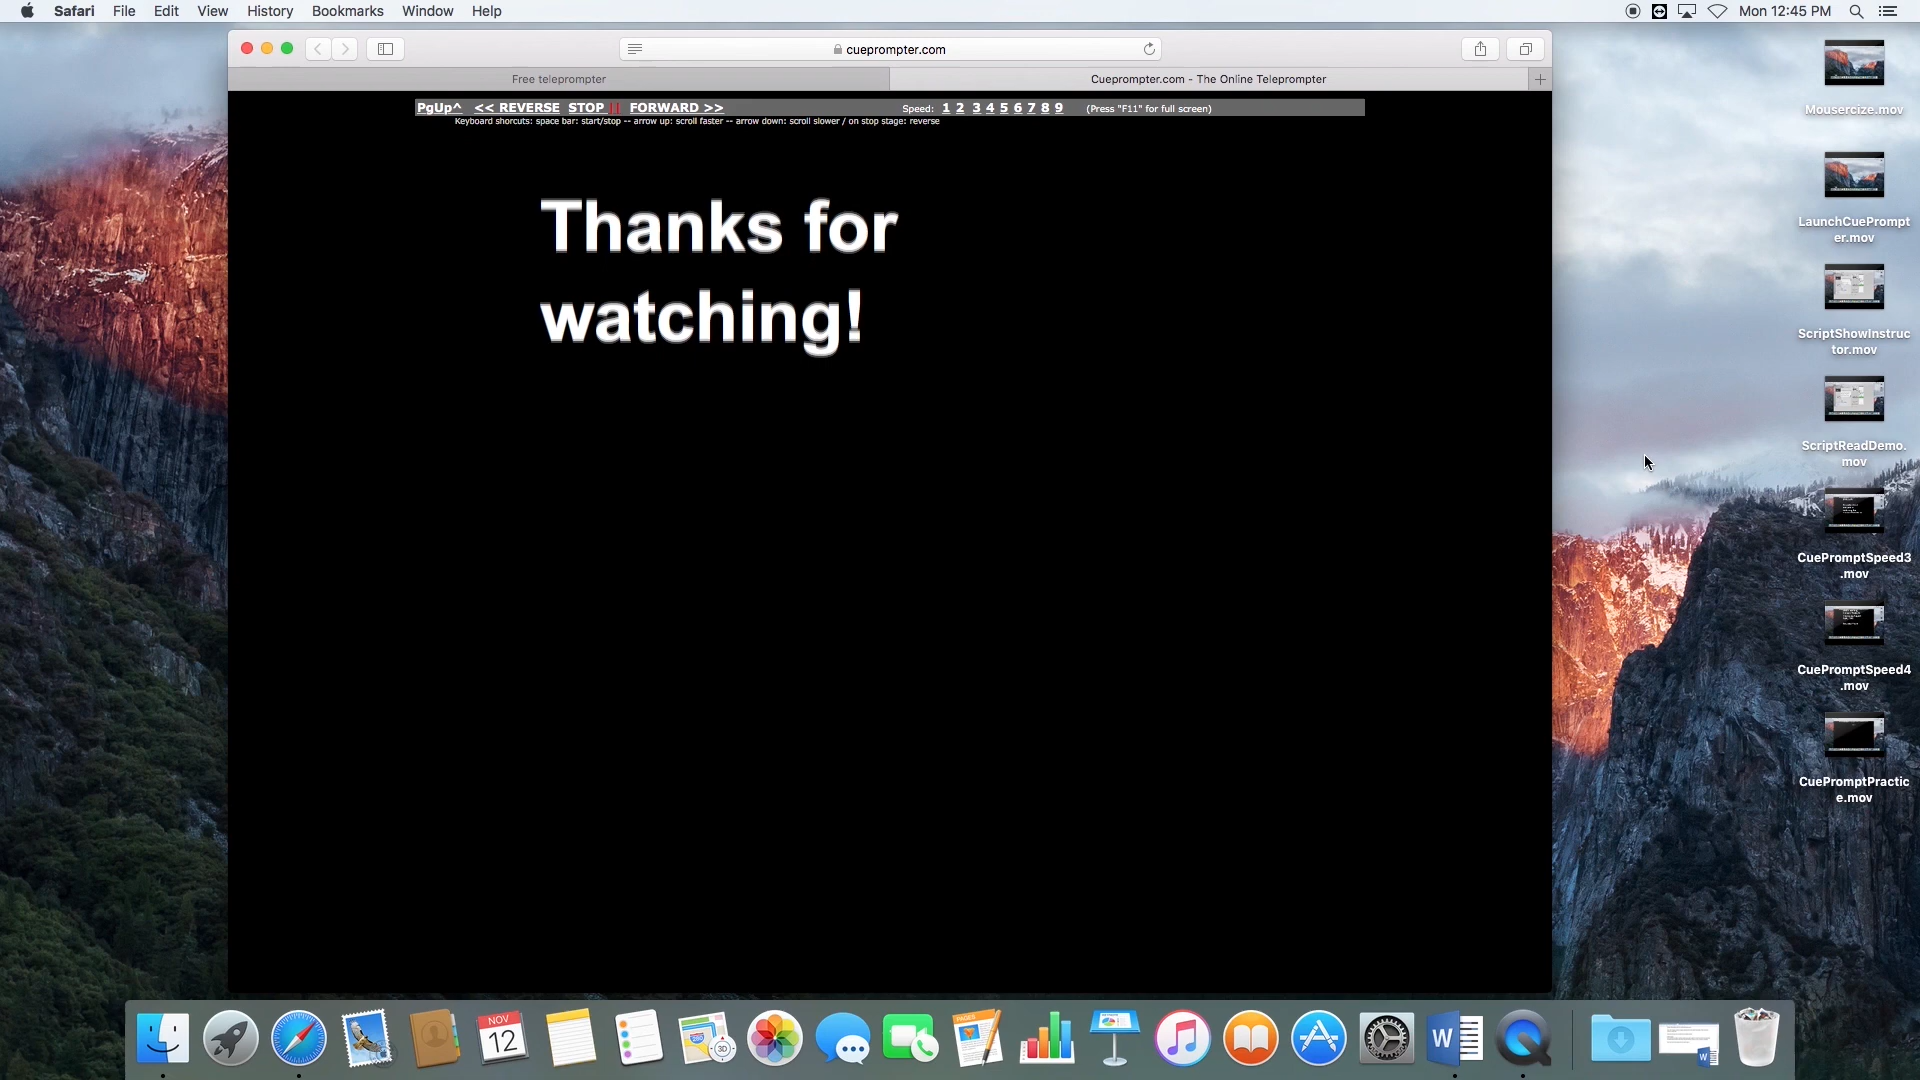 Safari File Edit View History Bookmarks Window Help Mon 12:45 PM
cueprompter.com
Free teleprompter Cueprompter.com - The Online Teleprompter
PgUp^ << REVERSE STOP || FORWARD >> Speed: 1 2 3 4 5 6 7 8 9 (Press "F11" for full screen)
Keyboard shorcuts: space bar: start/stop -- arrow up: scroll faster -- arrow down: scroll slower / on stop stage: reverse
Thanks for
watching!
Mousercize.mov
LaunchCuePrompt
er.mov
ScriptShowInstruc
tor.mov
ScriptReadDemo.
mov
CuePromptSpeed3
.mov
CuePromptSpeed4
.mov
CuePromptPractic
e.mov
NOV
12
PAGES
280
3D
W
W